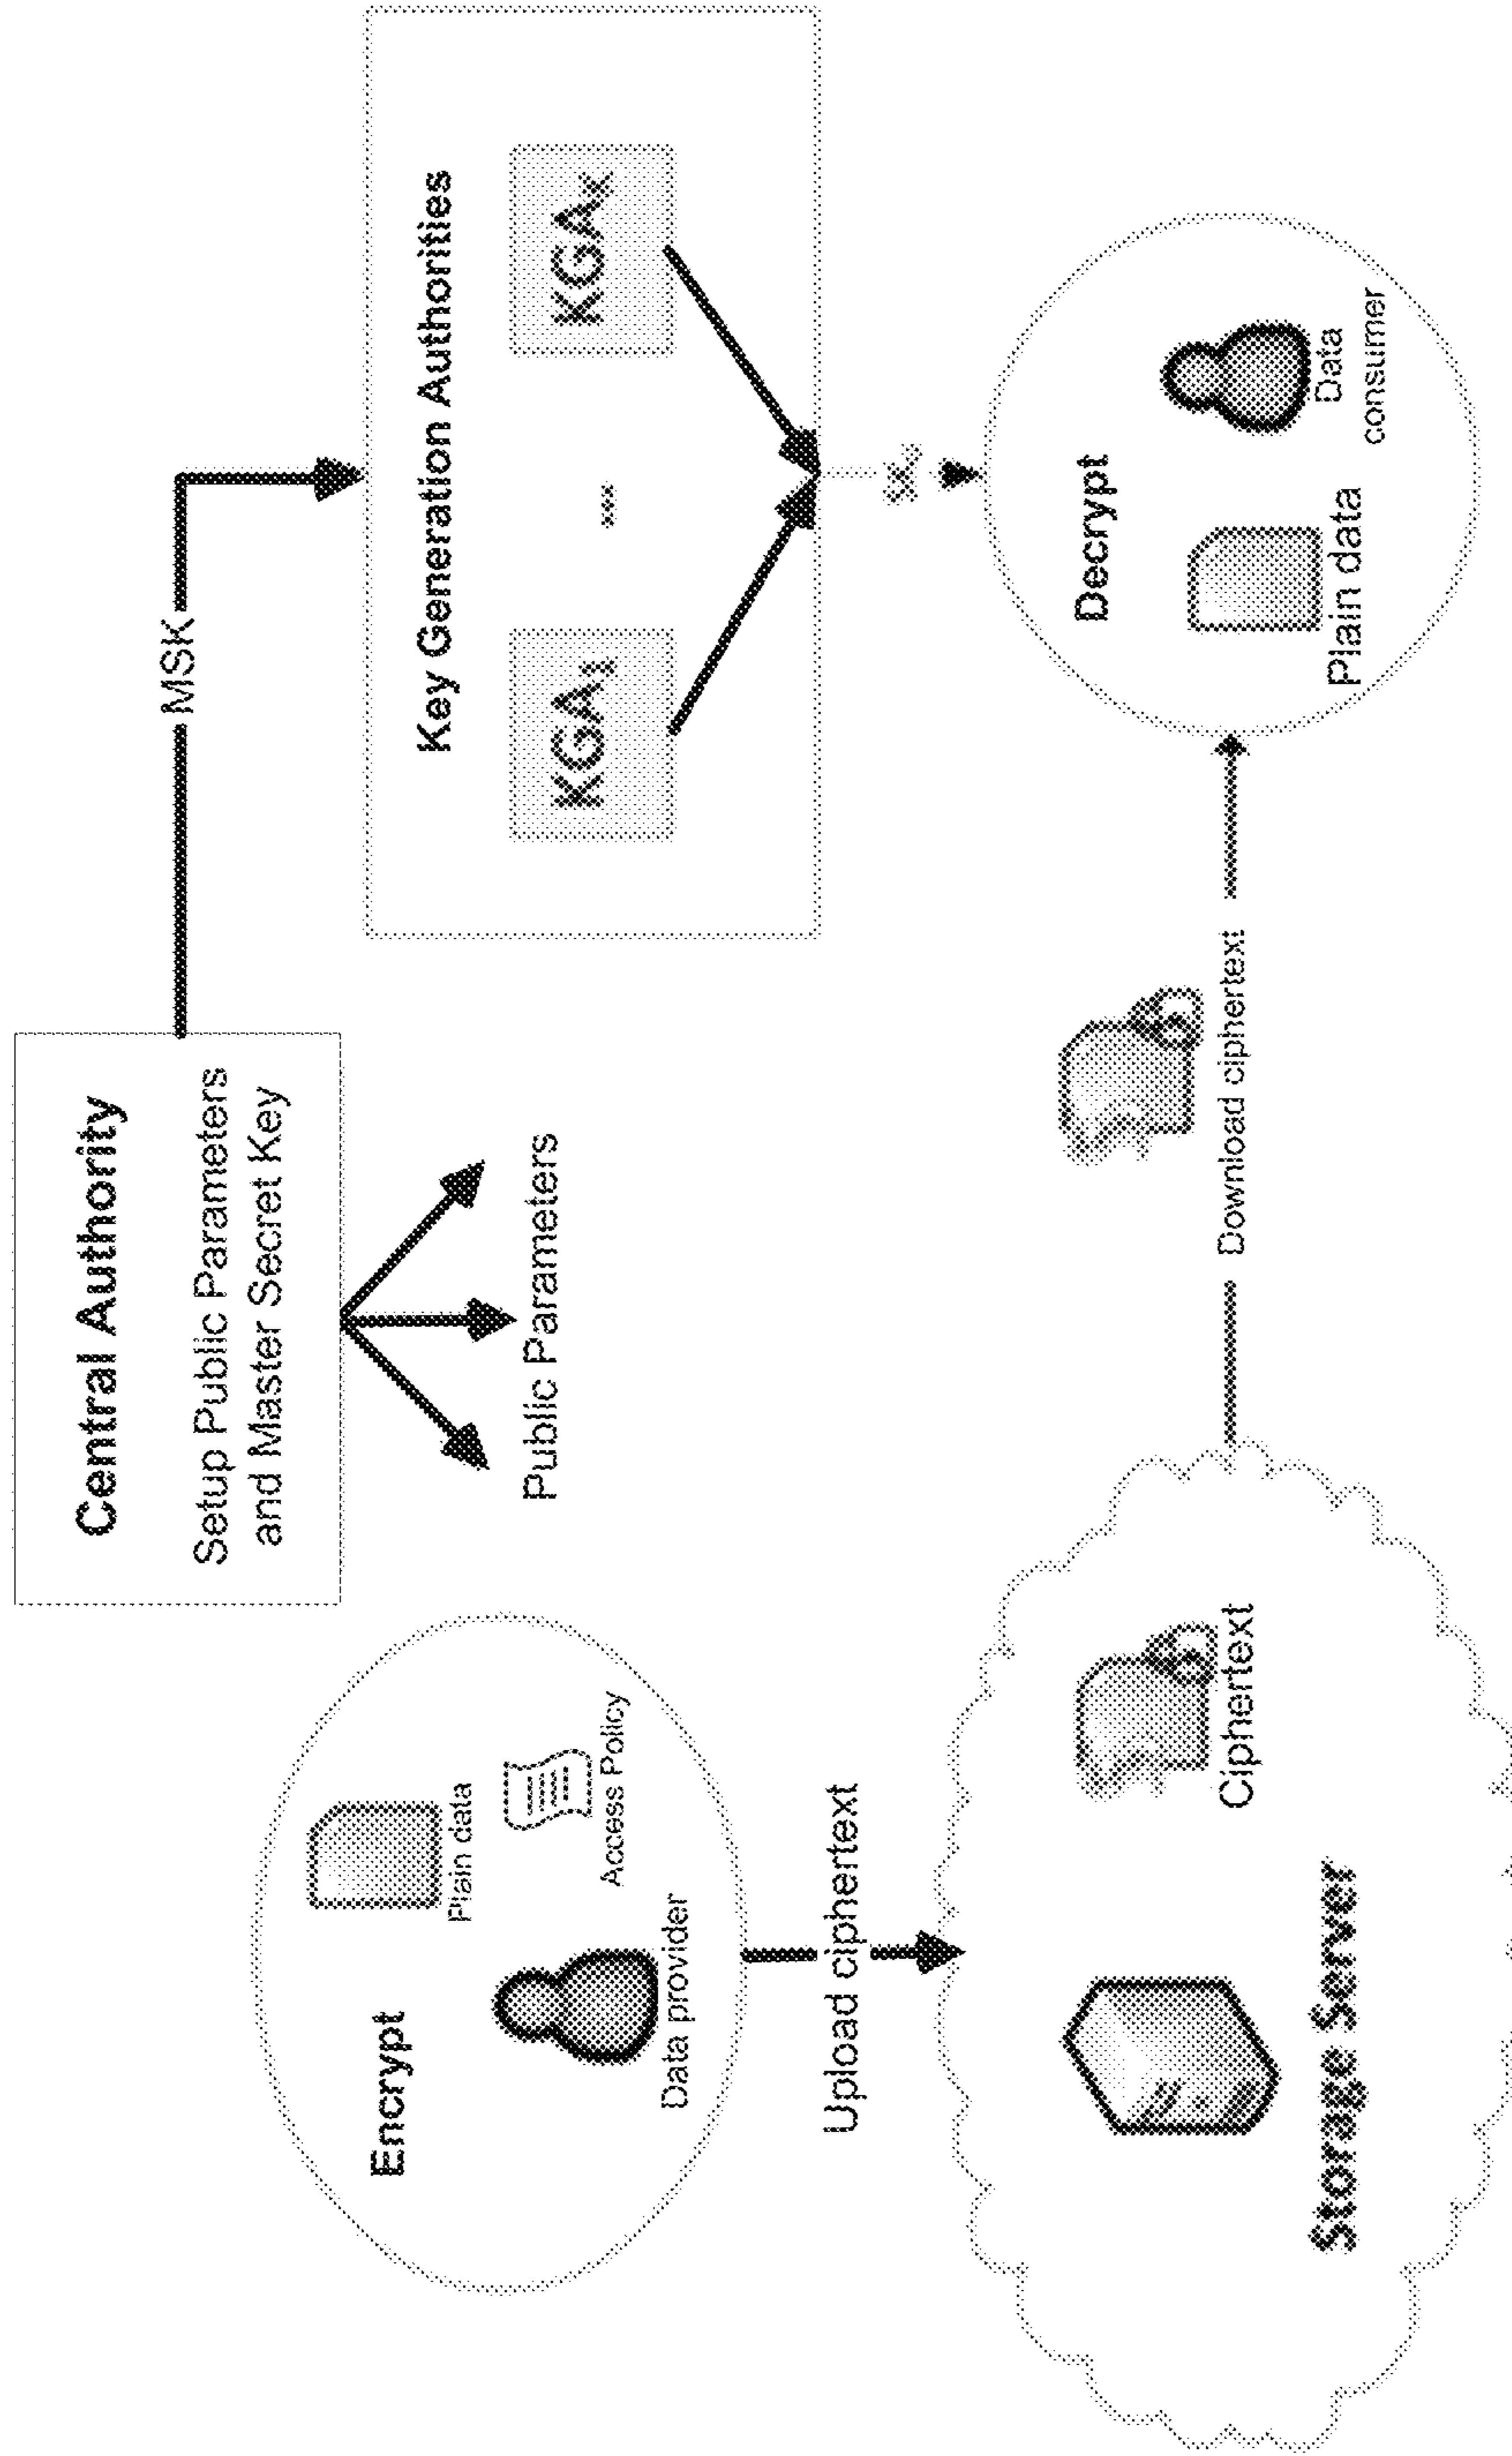 Central Authority
Setup Public Parameters
and Master Secret Key
MSK
Public Parameters
Encrypt
Plain data
Access Policy
Data provider
Upload ciphertext
Key Generation Authorities
KGA₁
...
KGAₓ
Storage Server
Ciphertext
Download ciphertext
Decrypt
Plain data
Data
consumer